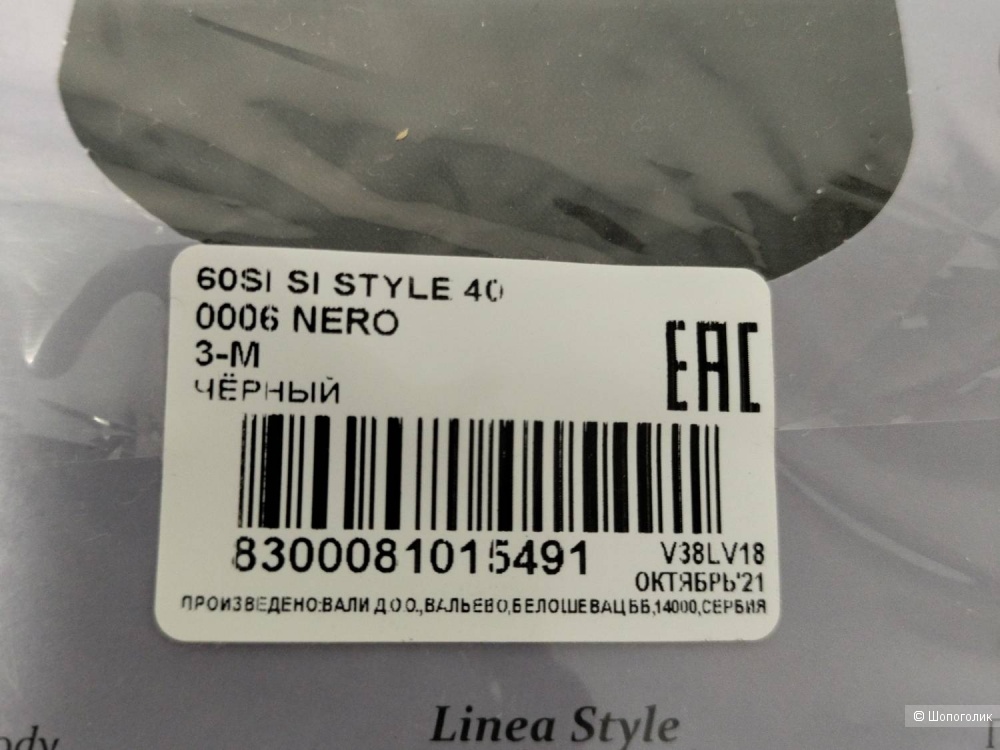 60SI SI STYLE 40
0006 NERO
3-M
ЧЁРНЫЙ
EAC
8300081015491
V38LV18
ОКТЯБРЬ'21
ПРОИЗВЕДЕНО:ВАЛИ Д.О.О.,ВАЛЬЕВО,БЕЛОШЕВАЦ ББ,14000,СЕРБИЯ
Linea Style
© Шопоголик